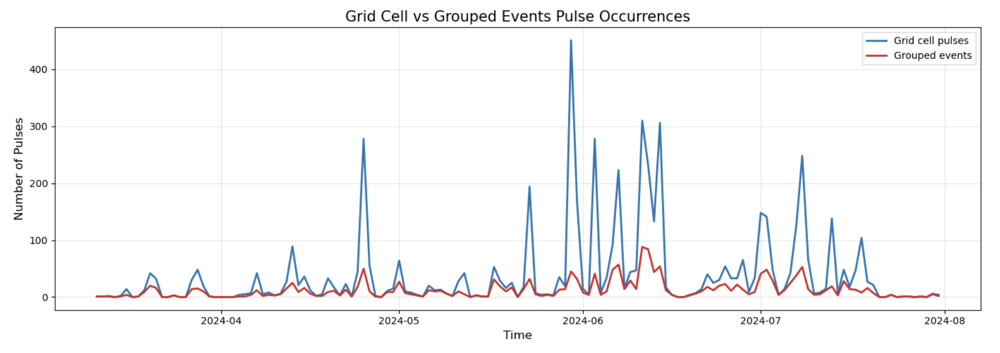 Grid Cell vs Grouped Events Pulse Occurrences
Grid cell pulses
Grouped events
Number of Pulses
400
300
200
100
0
2024-04
2024-05
2024-06
2024-07
2024-08
Time